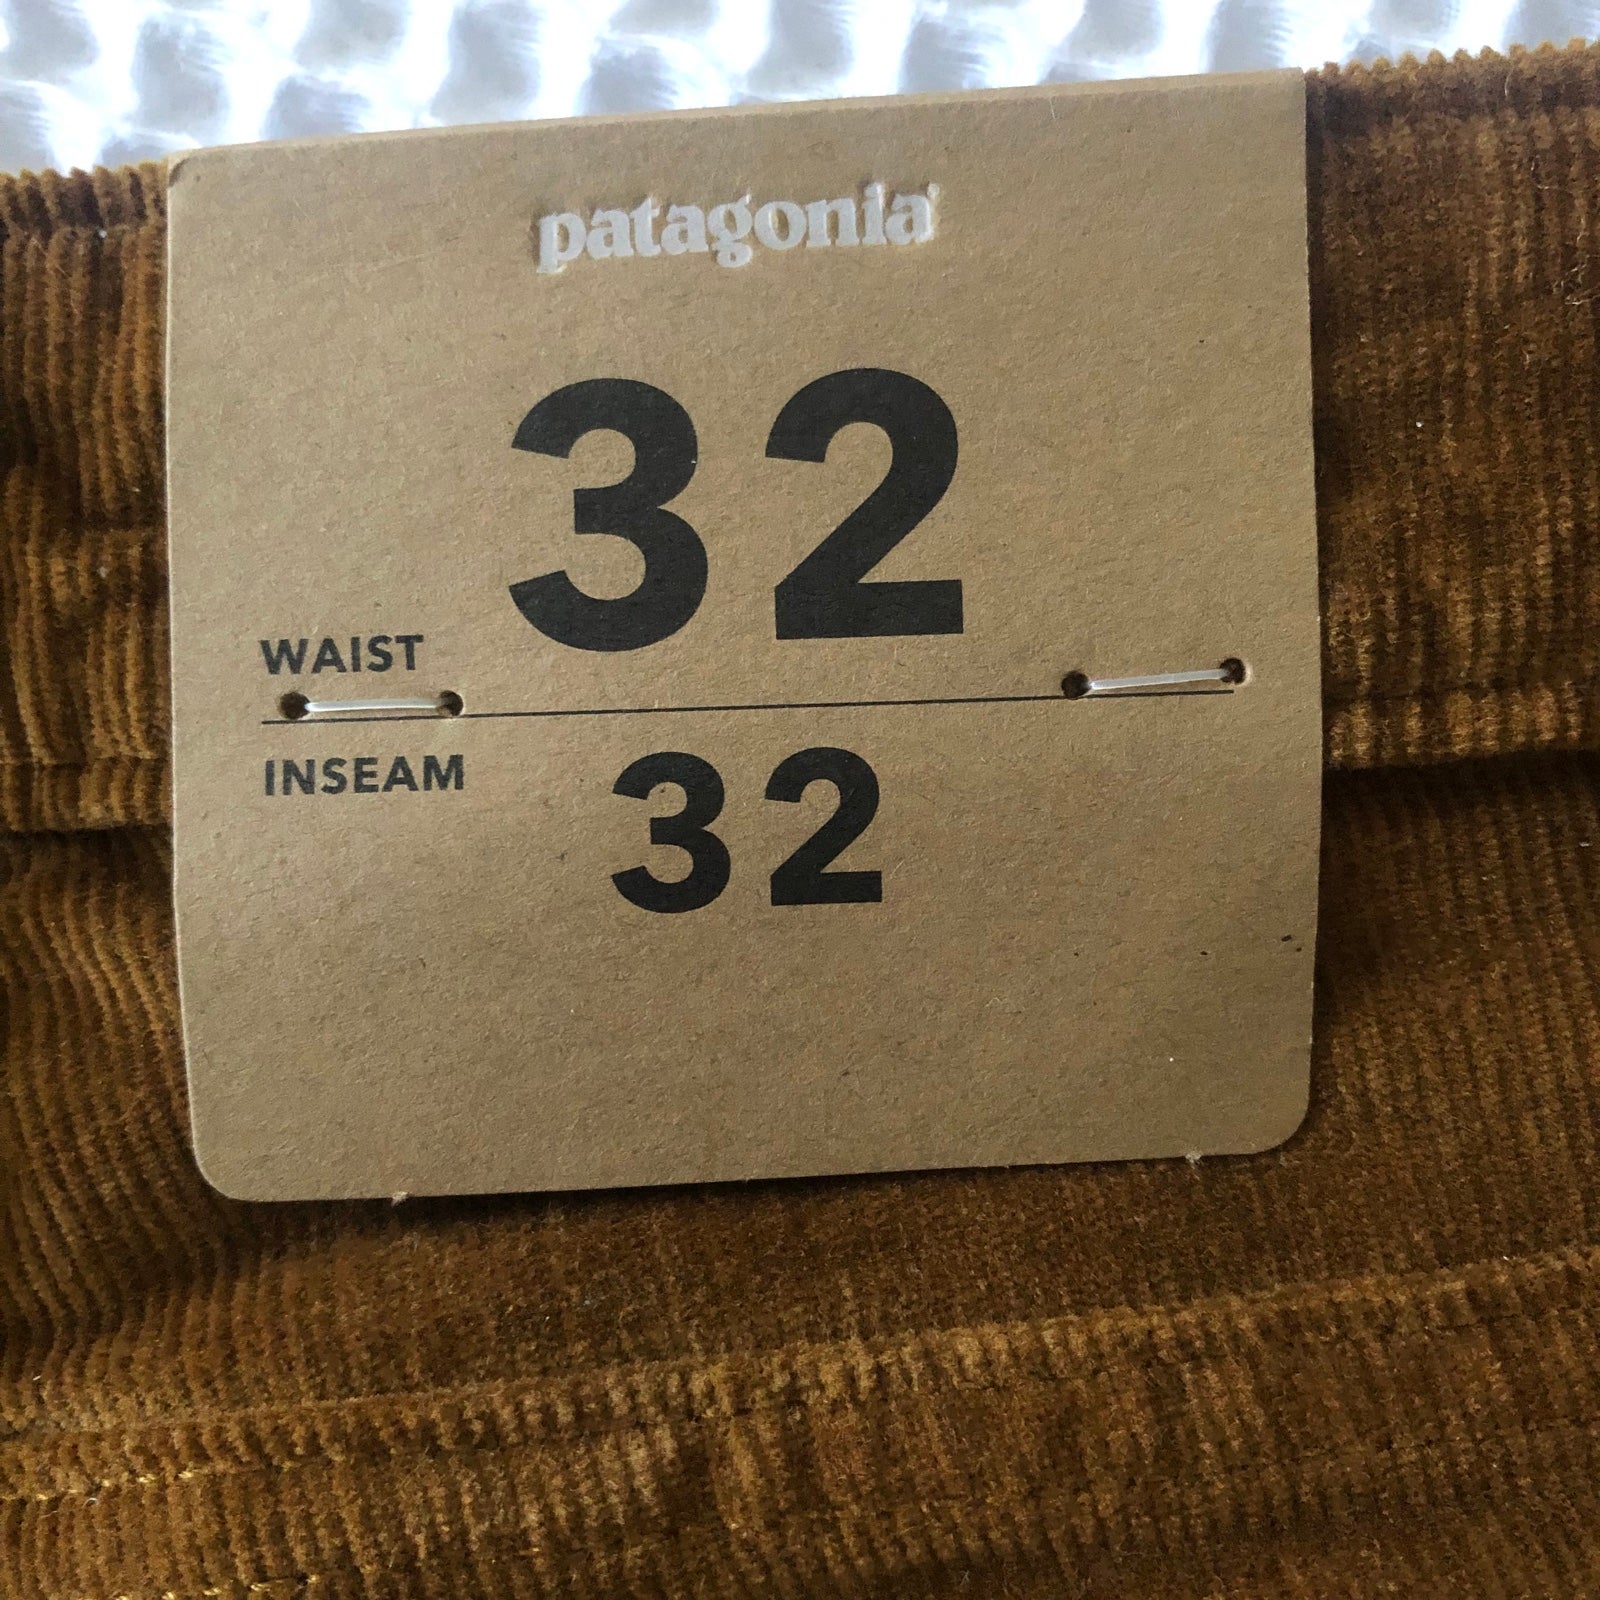 patagonia
32
WAIST
INSEAM
32